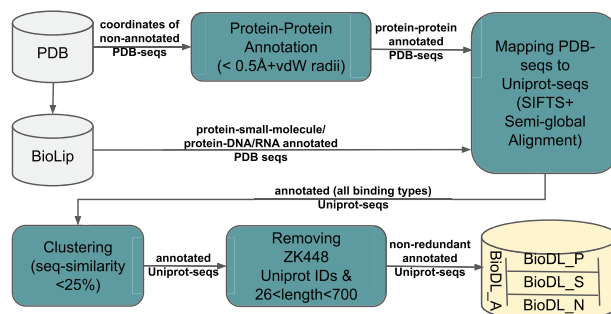 PDB
coordinates of
non-annotated
PDB-seqs
Protein-Protein
Annotation
(< 0.5Å+vdW radii)
protein-protein
annotated
PDB-seqs
Mapping PDB-
seqs to
Uniprot-seqs
(SIFTS+
Semi-global
Alignment)
BioLip
protein-small-molecule/
protein-DNA/RNA annotated
PDB seqs
annotated (all binding types)
Uniprot-seqs
Clustering
(seq-similarity
<25%)
annotated
Uniprot-seqs
Removing
ZK448
Uniprot IDs &
26<length<700
non-redundant
annotated
Uniprot-seqs
BioDL_A
BioDL_P
BioDL_S
BioDL_N